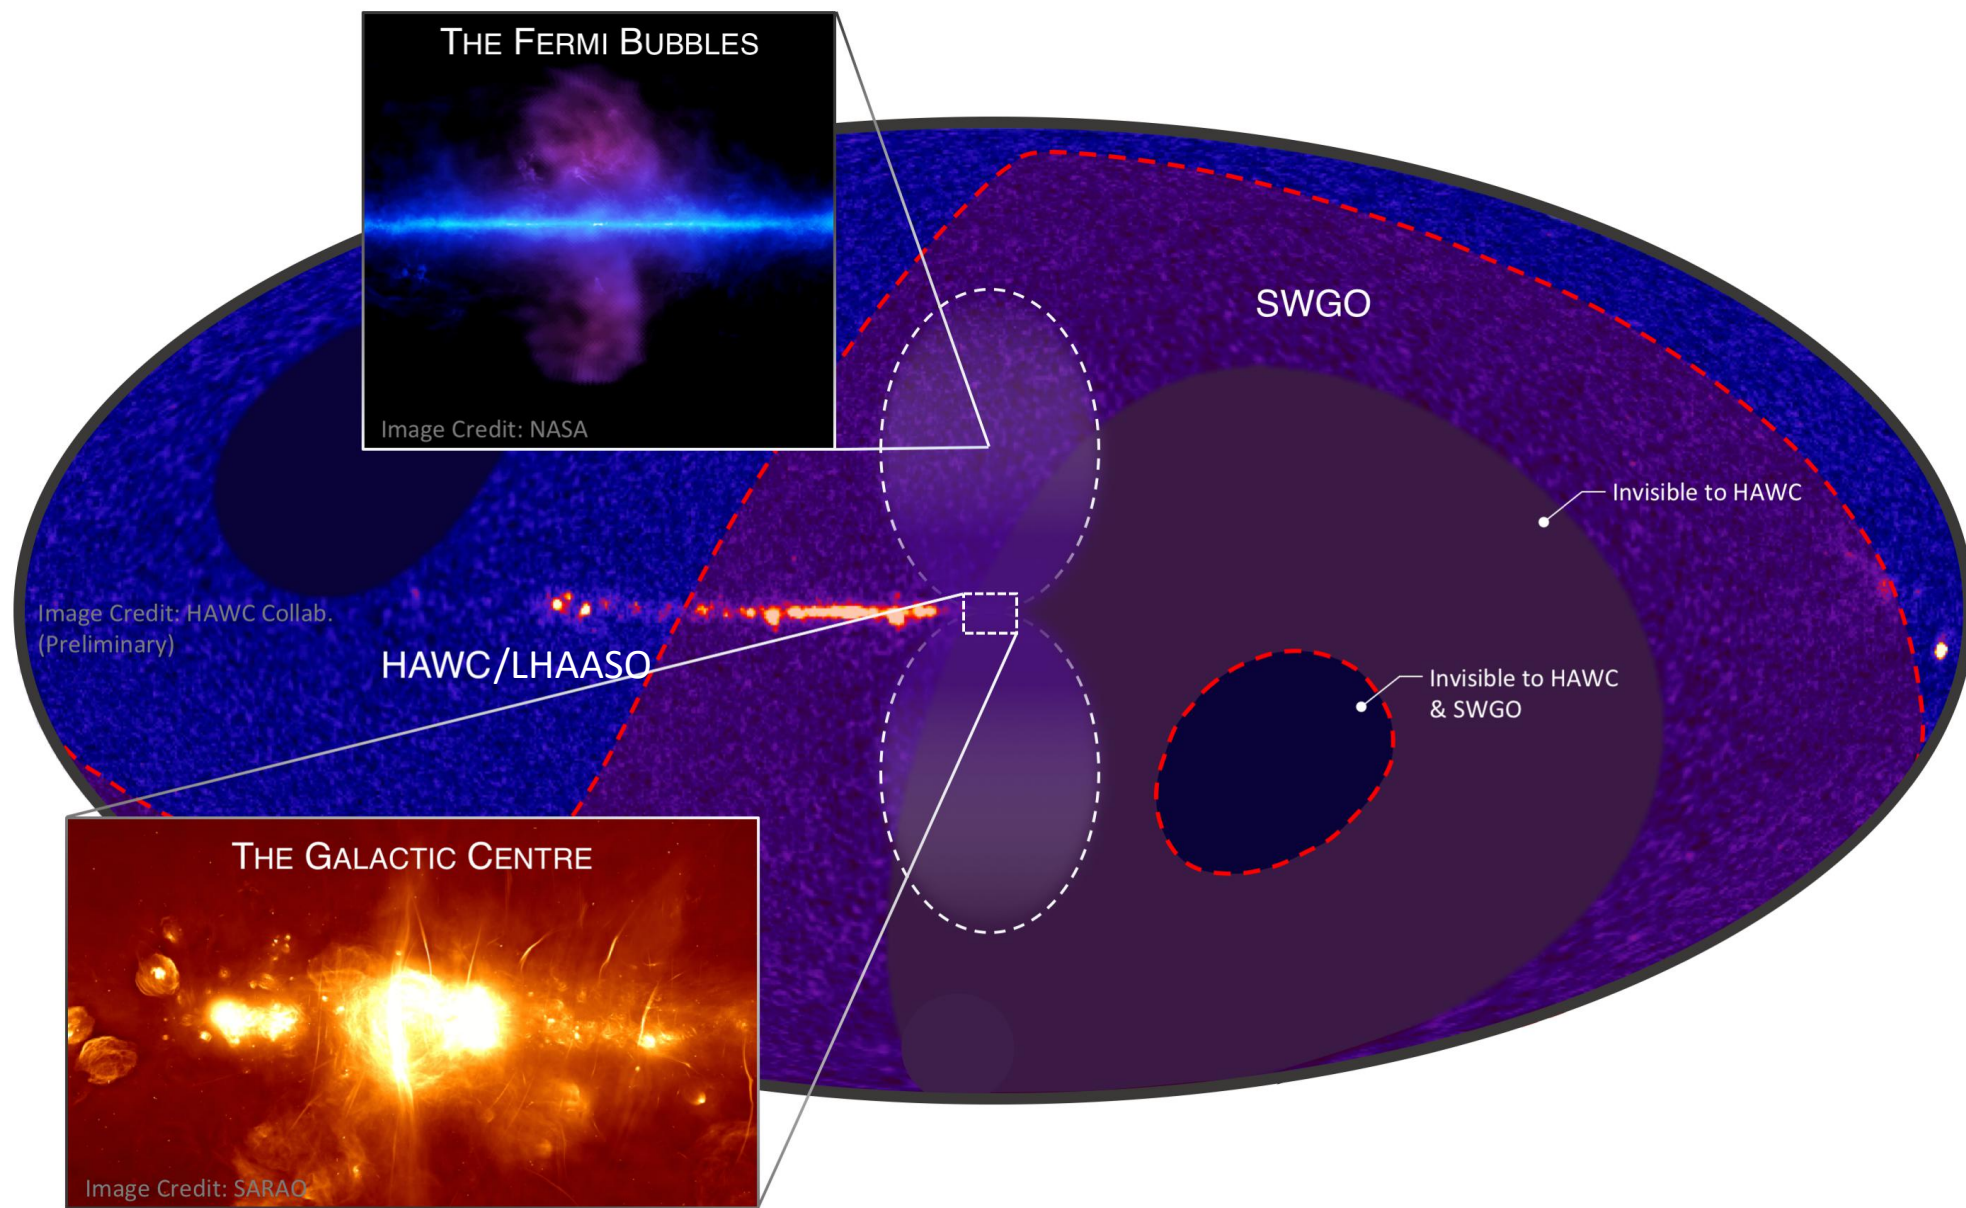 THE FERMI BUBBLES
Image Credit: NASA
SWGO
Invisible to HAWC
Image Credit: HAWC Collab.
(Preliminary)
HAWC/LHAASO
Invisible to HAWC
& SWGO
THE GALACTIC CENTRE
Image Credit: SARAO